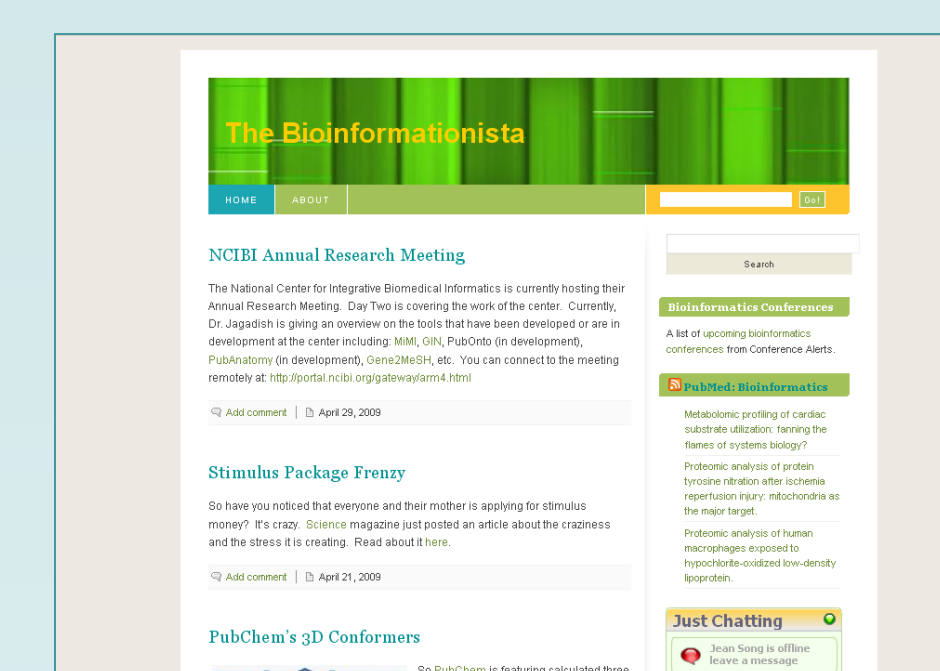 The Bioinformationista
HOME ABOUT Go!
NCIBI Annual Research Meeting
The National Center for Integrative Biomedical Informatics is currently hosting their
Annual Research Meeting. Day Two is covering the work of the center. Currently,
Dr. Jagadish is giving an overview on the tools that have been developed or are in
development at the center including: MiMI, GIN, PubOnto (in development),
PubAnatomy (in development), Gene2MeSH, etc. You can connect to the meeting
remotely at: http://portal.ncibi.org/gateway/arm4.html
Add comment April 29, 2009
Stimulus Package Frenzy
So have you noticed that everyone and their mother is applying for stimulus
money? It's crazy. Science magazine just posted an article about the craziness
and the stress it is creating. Read about it here.
Add comment April 21, 2009
PubChem's 3D Conformers
So PubChem is featuring calculated three
Search
Bioinformatics Conferences
A list of upcoming bioinformatics
conferences from Conference Alerts.
PubMed: Bioinformatics
Metabolomic profiling of cardiac
substrate utilization: fanning the
flames of systems biology?
Proteomic analysis of protein
tyrosine nitration after ischemia
reperfusion injury: mitochondria as
the major target.
Proteomic analysis of human
macrophages exposed to
hypochlorite-oxidized low-density
lipoprotein.
Just Chatting
Jean Song is offline
leave a message